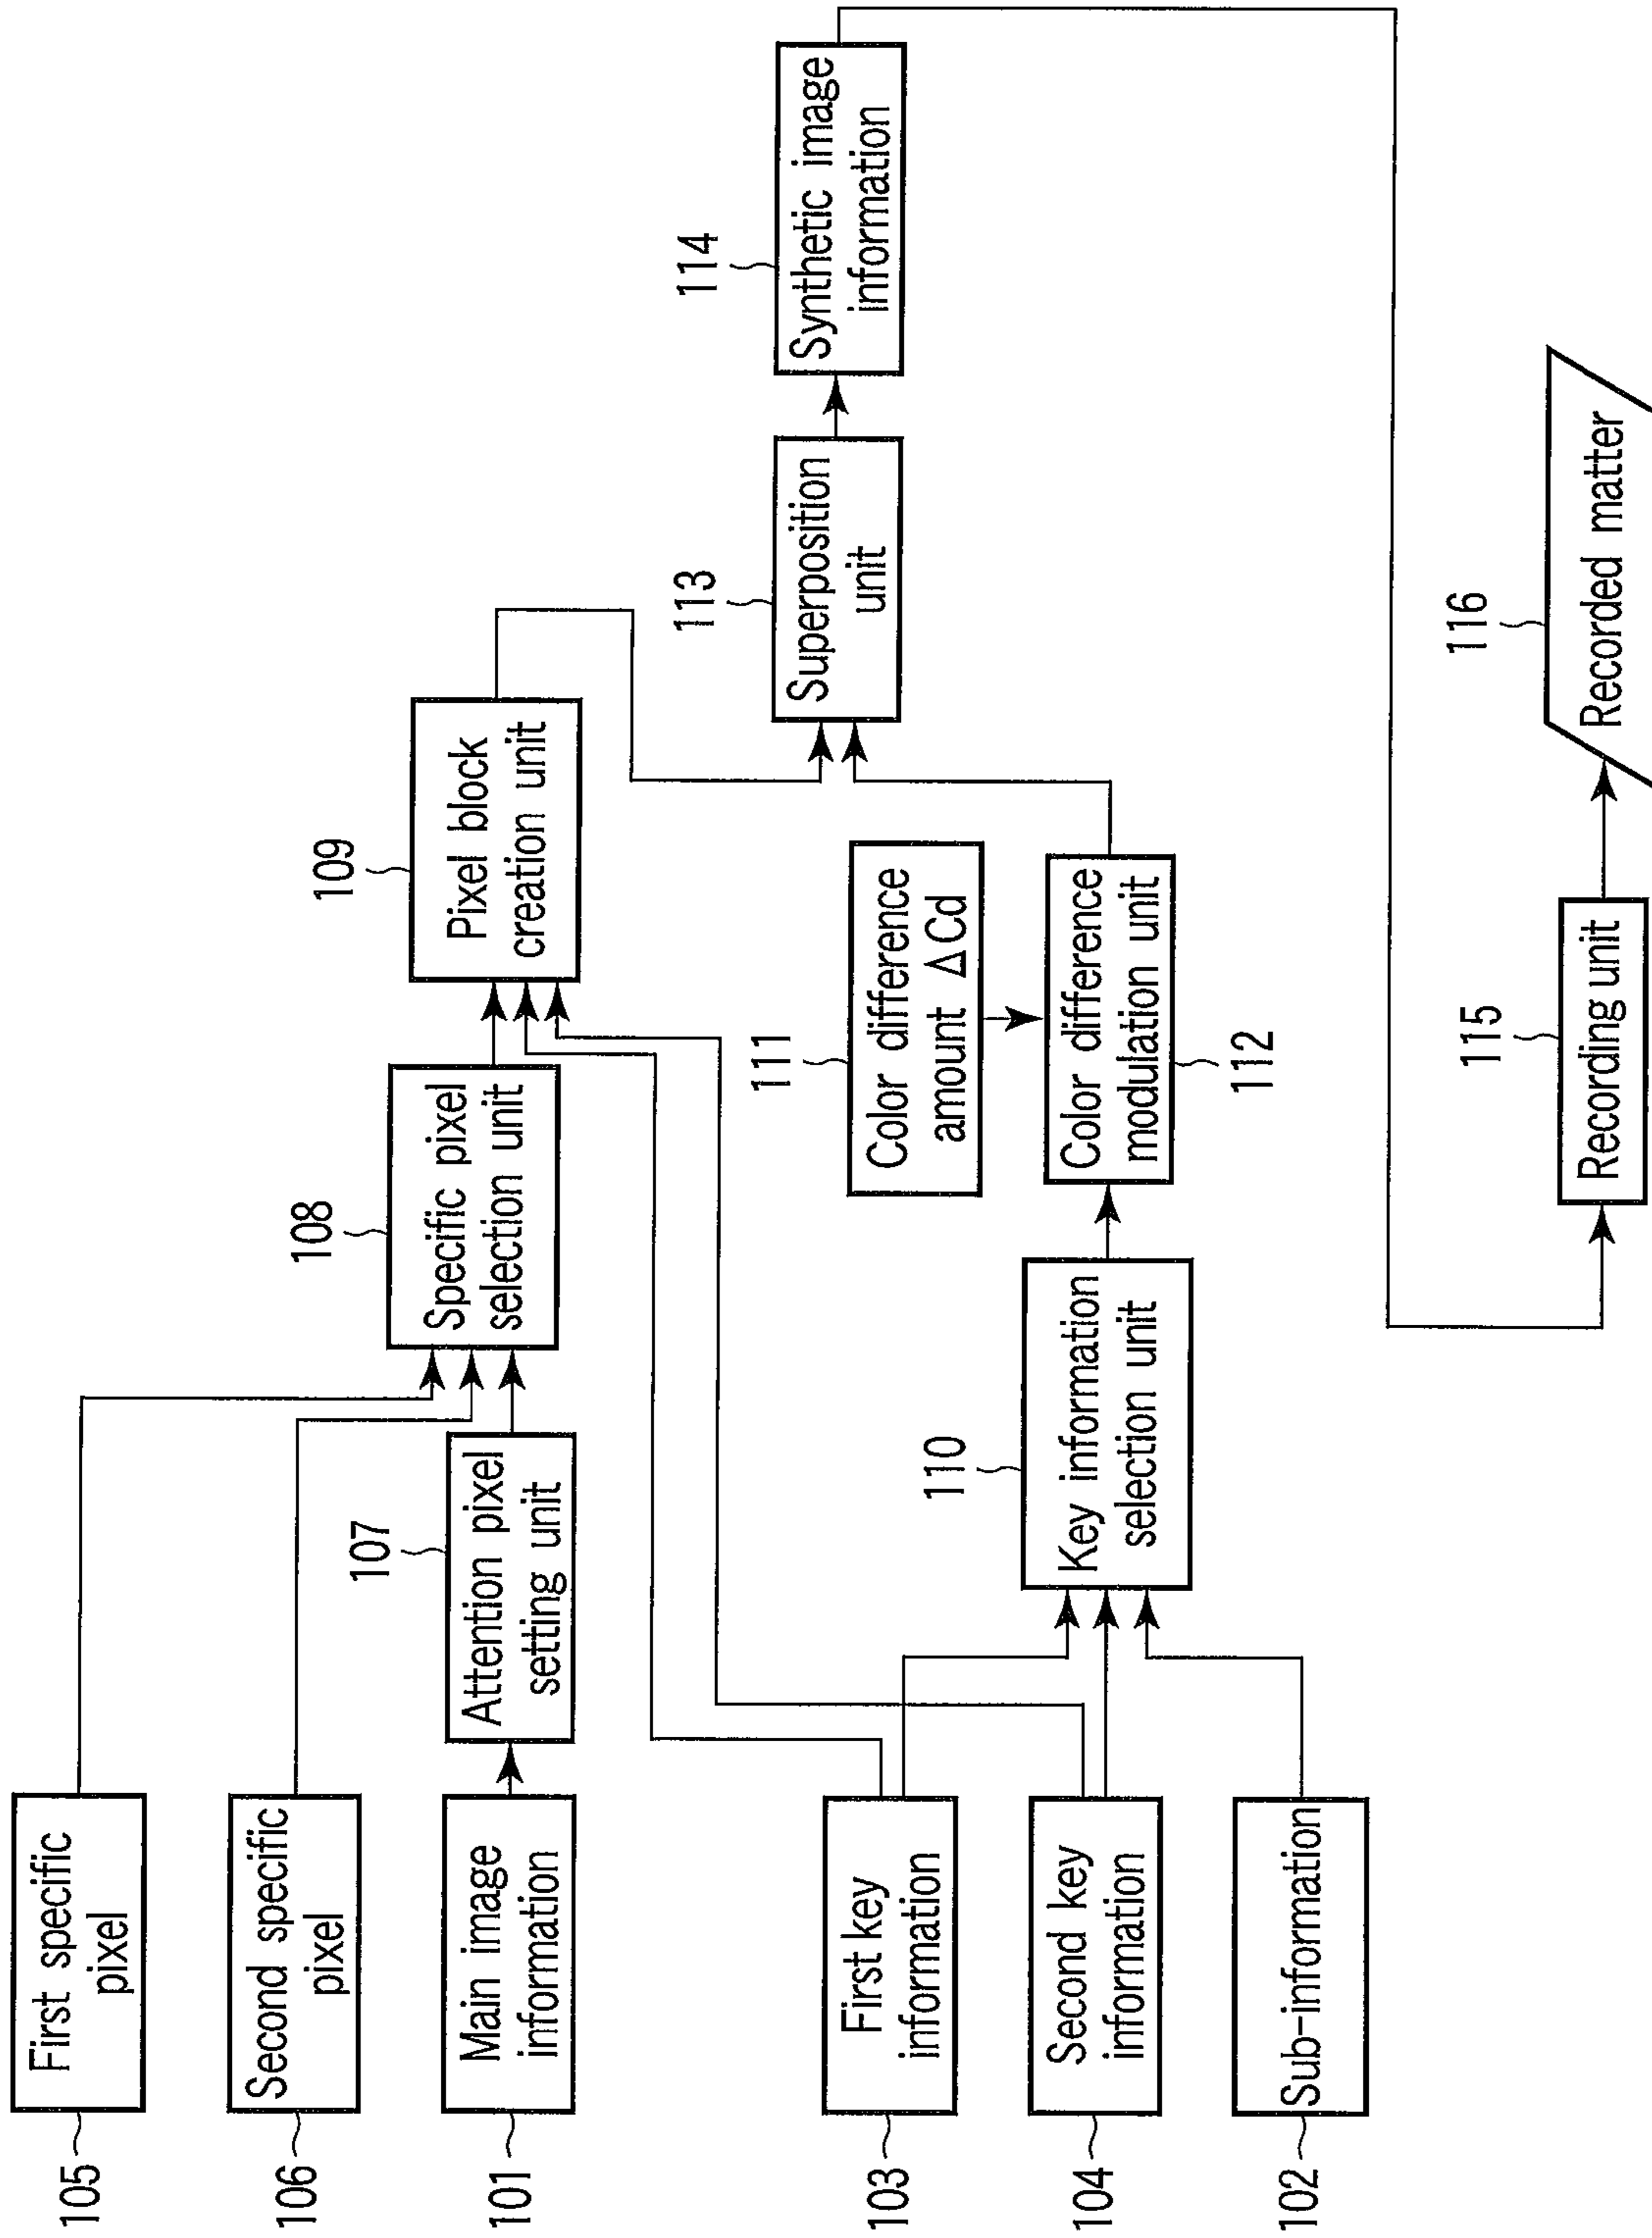 105
First specific
pixel
106
Second specific
pixel
101
Main image
information
107
Attention pixel
setting unit
108
Specific pixel
selection unit
109
Pixel block
creation unit
103
First key
information
104
Second key
information
102
Sub-information
110
Key information
selection unit
111
Color difference
amount ΔCd
Color difference
modulation unit
112
113
Superposition
unit
114
Synthetic image
information
115
Recording unit
116
Recorded matter